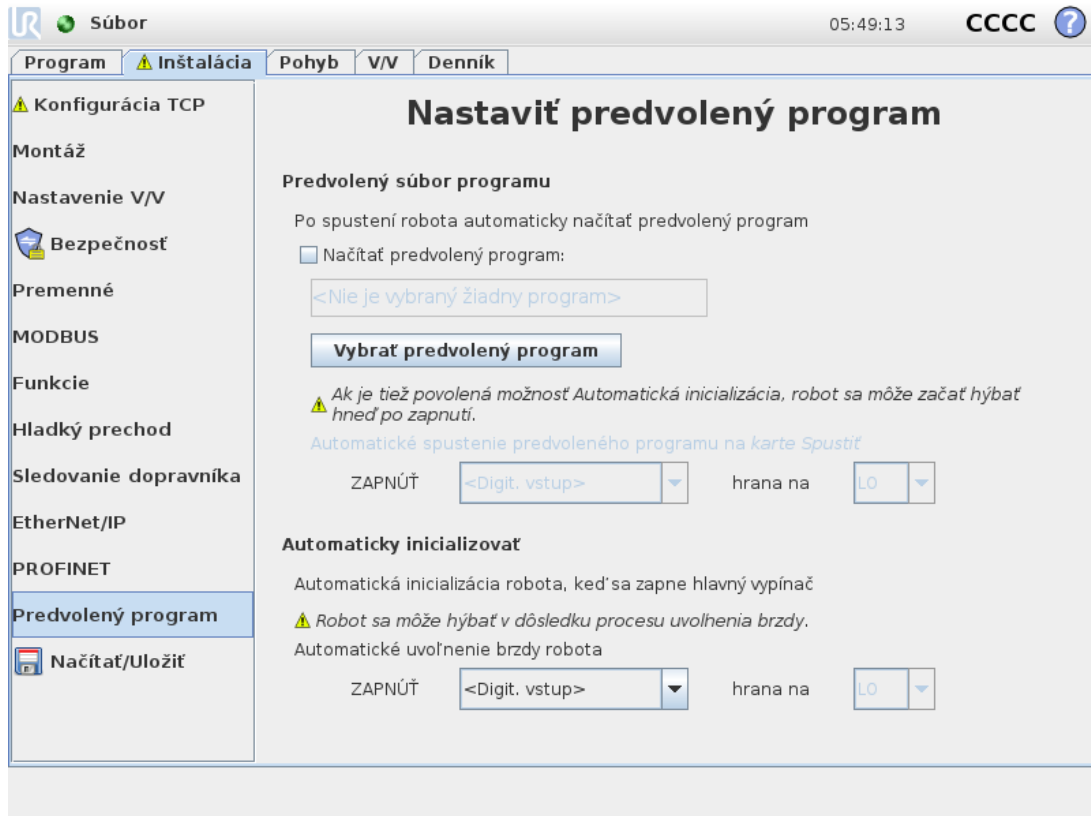 Súbor 05:49:13 CCCC ?
Program Inštalácia Pohyb V/V Denník
Konfigurácia TCP
Montáž
Nastavenie V/V
Bezpečnosť
Premenné
MODBUS
Funkcie
Hladký prechod
Sledovanie dopravníka
EtherNet/IP
PROFINET
Predvolený program
Načítať/Uložiť
Nastaviť predvolený program
Predvolený súbor programu
Po spustení robota automaticky načítať predvolený program
Načítať predvolený program:
<Nie je vybraný žiadny program>
Vybrať predvolený program
Ak je tiež povolená možnosť Automatická inicializácia, robot sa môže začať hýbať
hneď po zapnutí.
Automatické spustenie predvoleného programu na karte Spustiť
ZAPNÚŤ <Digit. vstup> hrana na LO
Automaticky inicializovať
Automatická inicializácia robota, keď sa zapne hlavný vypínač
Robot sa môže hýbať v dôsledku procesu uvoľnenia brzdy.
Automatické uvoľnenie brzdy robota
ZAPNÚŤ <Digit. vstup> hrana na LO